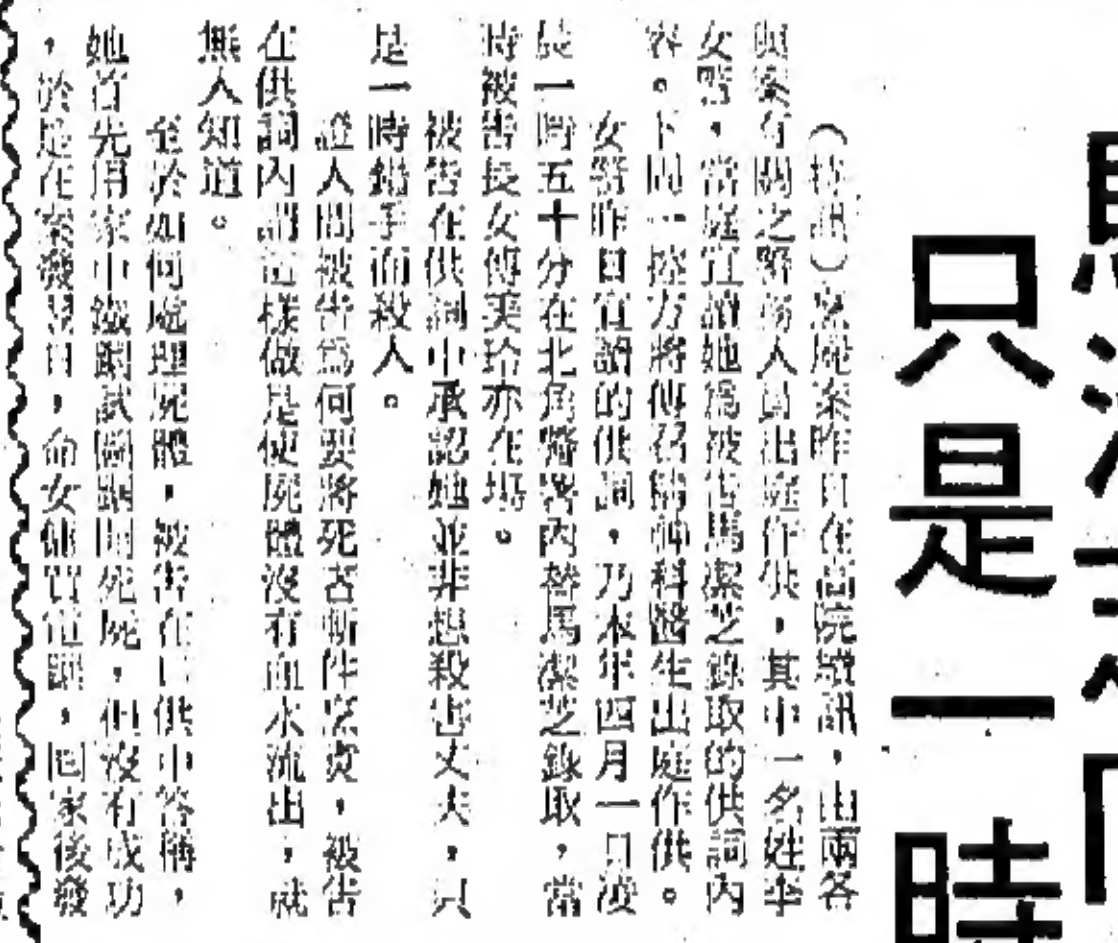 只是一時
（特訊）烹屍案昨日在高院續訊，由兩名
與案有關之警務人員出庭作供，其中一名姓李
女警，當庭宣讀她爲被告馬潔芝錄取的供詞內
容。下周一控方將傳召精神科醫生出庭作供。
女警昨日宣讀的供詞，乃本年四月一日凌
晨一時五十分在北角警署內替馬潔芝錄取，當
時被告長女傅美玲亦在場。
被告在供詞中承認她並非想殺害丈夫，只
是一時錯手而殺人。
證人問被告爲何要將死者斬件烹煑，被告
在供詞內謂這樣做是使屍體沒有血水流出，就
無人知道。
至於如何處理死體，被告在口供中答稱，
她首先用家中鐵鋸試圖鋸開死屍，但沒有成功
，於是在案發翌日，命女傭買電鋸，回家後發